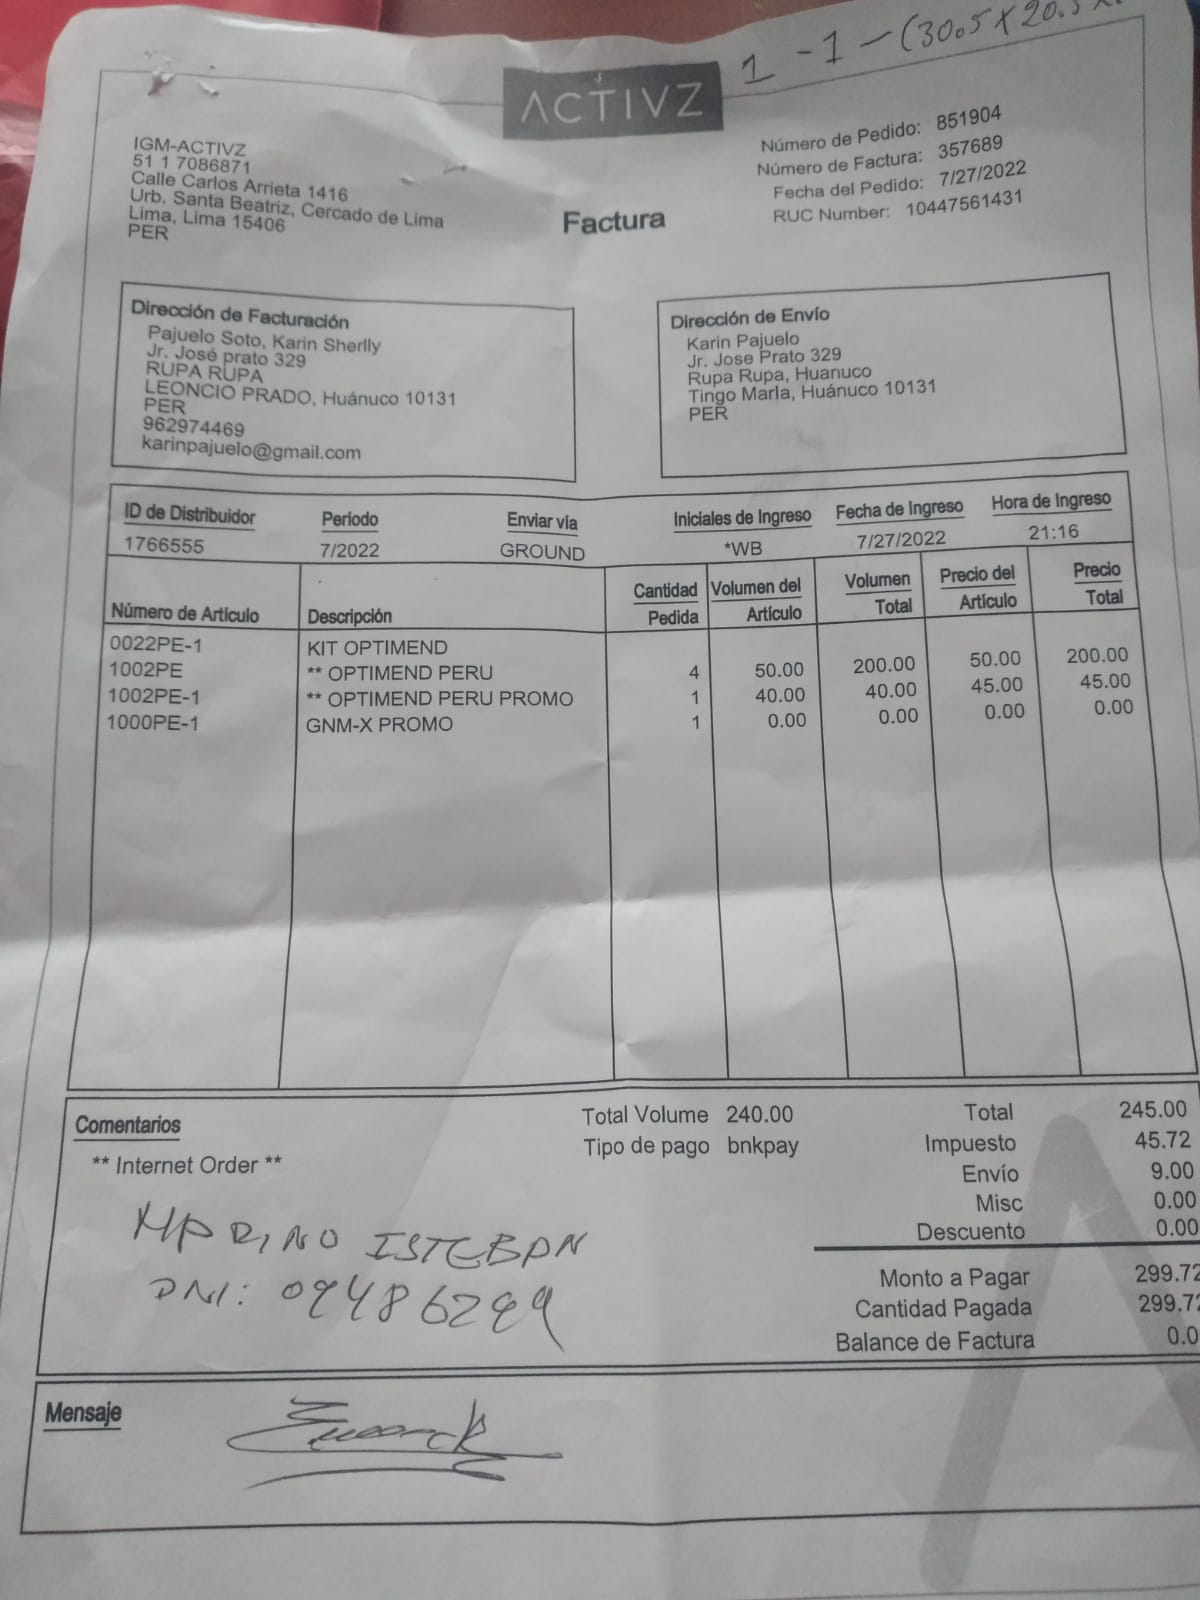 1 - 1 - (30.5 X 20.5 X
ACTIVZ
IGM-ACTIVZ
51 1 7086871
Calle Carlos Arrieta 1416
Urb. Santa Beatriz, Cercado de Lima
Lima, Lima 15406
PER
Factura
Número de Pedido: 851904
Número de Factura: 357689
Fecha del Pedido: 7/27/2022
RUC Number: 10447561431
Dirección de Facturación
Pajuelo Soto, Karin Sherlly
Jr. José prato 329
RUPA RUPA
LEONCIO PRADO, Huánuco 10131
PER
962974469
karinpajuelo@gmail.com
Dirección de Envío
Karin Pajuelo
Jr. Jose Prato 329
Rupa Rupa, Huanuco
Tingo MarIa, Huánuco 10131
PER
ID de Distribuidor Período Enviar vía Iniciales de Ingreso Fecha de Ingreso Hora de Ingreso
1766555 7/2022 GROUND *WB 7/27/2022 21:16
Número de Artículo Descripción Cantidad Pedida Volumen del Artículo Volumen Total Precio del Artículo Precio Total
0022PE-1 KIT OPTIMEND
1002PE ** OPTIMEND PERU 4 50.00 200.00 50.00 200.00
1002PE-1 ** OPTIMEND PERU PROMO 1 40.00 40.00 45.00 45.00
1000PE-1 GNM-X PROMO 1 0.00 0.00 0.00 0.00
Comentarios
** Internet Order **
Total Volume 240.00
Tipo de pago bnkpay
Total 245.00
Impuesto 45.72
Envío 9.00
Misc 0.00
Descuento 0.00
Monto a Pagar 299.72
Cantidad Pagada 299.72
Balance de Factura 0.0
MARINO ISTEBAN
DNI:
Mensaje